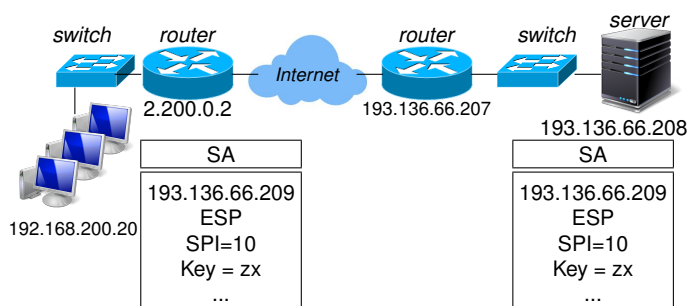 switch
router
Internet
router
switch
server
2.200.0.2
193.136.66.207
193.136.66.208
192.168.200.20
SA
193.136.66.209
ESP
SPI=10
Key = zx
...
SA
193.136.66.209
ESP
SPI=10
Key = zx
...